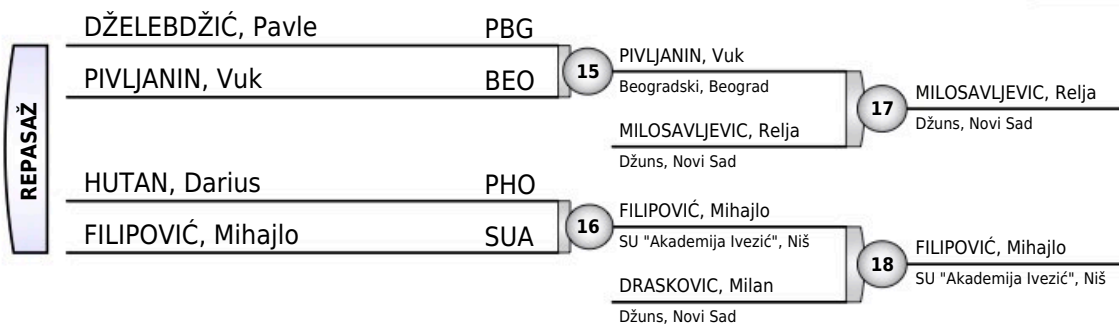 REPASAŽ
DŽELEBDŽIĆ, Pavle PBG
PIVLJANIN, Vuk BEO
15
PIVLJANIN, Vuk
Beogradski, Beograd
MILOSAVLJEVIC, Relja
Džuns, Novi Sad
17
MILOSAVLJEVIC, Relja
Džuns, Novi Sad
HUTAN, Darius PHO
FILIPOVIĆ, Mihajlo SUA
16
FILIPOVIĆ, Mihajlo
SU "Akademija Ivezić", Niš
DRASKOVIC, Milan
Džuns, Novi Sad
18
FILIPOVIĆ, Mihajlo
SU "Akademija Ivezić", Niš